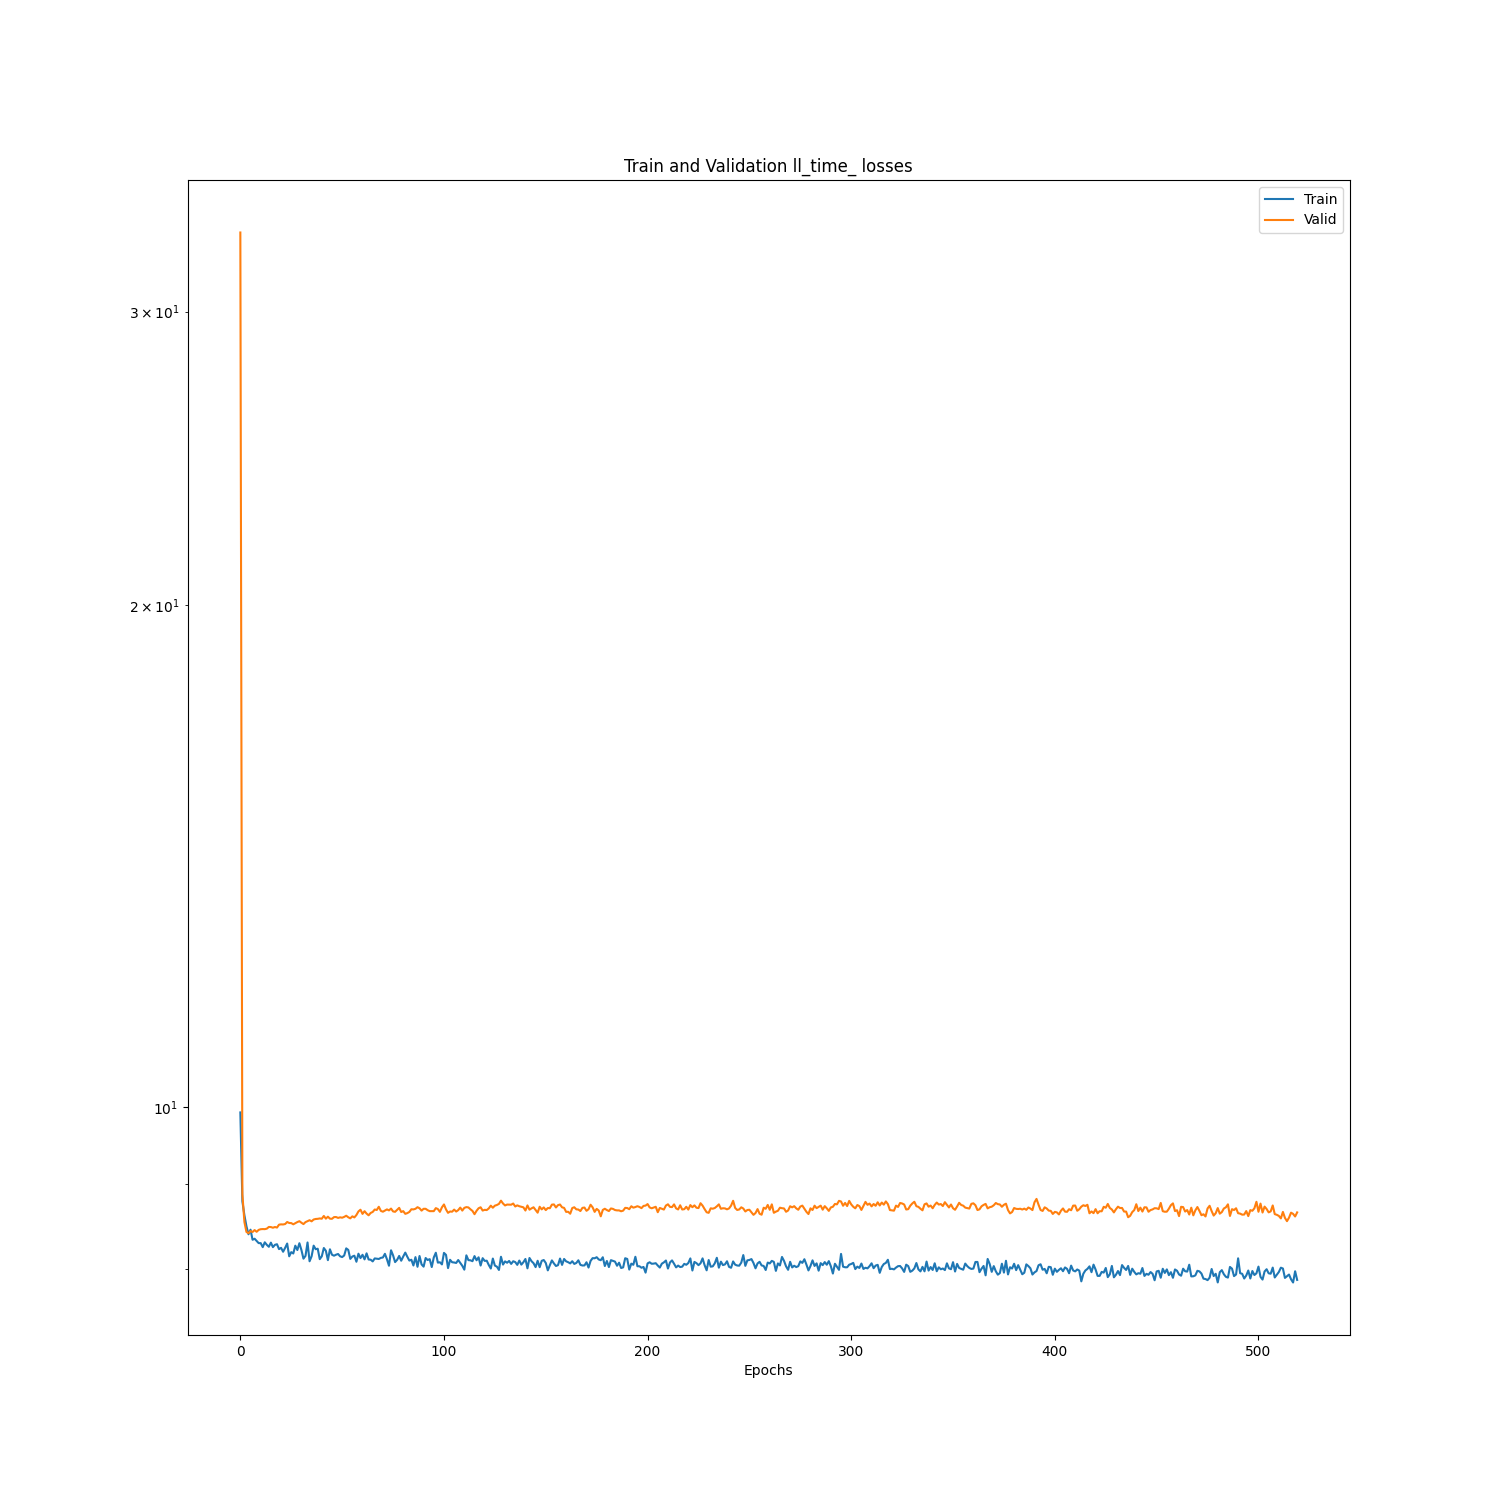 Train and Validation ll_time_ losses
Train
Valid
3 × 10¹
2 × 10¹
10¹
0 100 200 300 400 500
Epochs